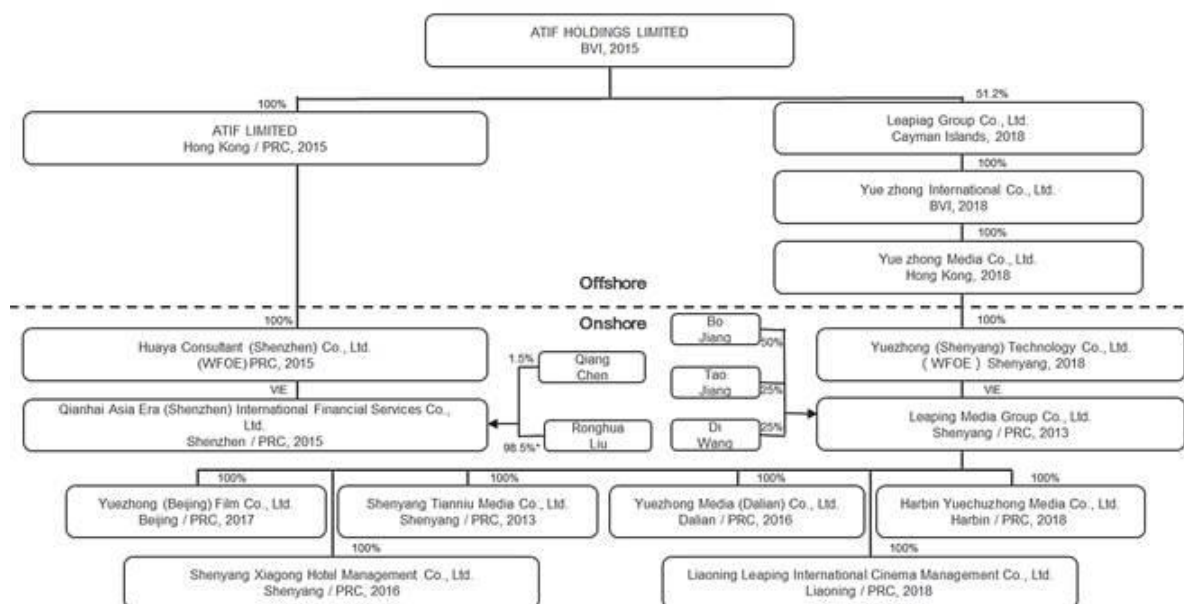 ATIF HOLDINGS LIMITED
BVI, 2015
100%
51.2%
ATIF LIMITED
Hong Kong / PRC, 2015
Leapiag Group Co., Ltd.
Cayman Islands, 2018
100%
Yue zhong International Co., Ltd.
BVI, 2018
100%
Yue zhong Media Co., Ltd.
Hong Kong, 2018
Offshore
Onshore
100%
Huaya Consultant (Shenzhen) Co., Ltd.
(WFOE) PRC, 2015
VIE
Qianhai Asia Era (Shenzhen) International Financial Services Co.,
Ltd.
Shenzhen / PRC, 2015
1.5%
Qiang
Chen
98.5%*
Ronghua
Liu
Bo
Jiang
50%
Tao
Jiang
25%
Di
Wang
25%
100%
Yuezhong (Shenyang) Technology Co., Ltd.
( WFOE ) Shenyang, 2018
VIE
Leaping Media Group Co., Ltd.
Shenyang / PRC, 2013
100%
100%
100%
100%
Yuezhong (Beijing) Film Co., Ltd.
Beijing / PRC, 2017
Shenyang Tianniu Media Co., Ltd.
Shenyang / PRC, 2013
Yuezhong Media (Dalian) Co., Ltd.
Dalian / PRC, 2016
Harbin Yuechuzhong Media Co., Ltd.
Harbin / PRC, 2018
100%
100%
Shenyang Xiagong Hotel Management Co., Ltd.
Shenyang / PRC, 2016
Liaoning Leaping International Cinema Management Co., Ltd.
Liaoning / PRC, 2018